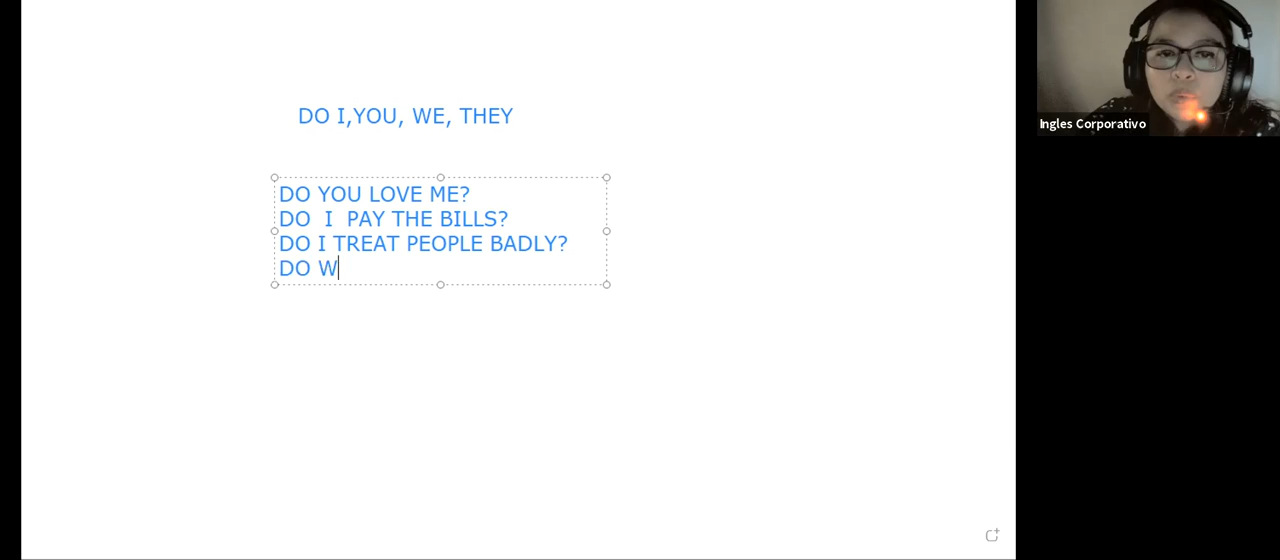 DO I,YOU, WE, THEY
DO YOU LOVE ME?
DO I PAY THE BILLS?
DO I TREAT PEOPLE BADLY?
DO W
Ingles Corporativo